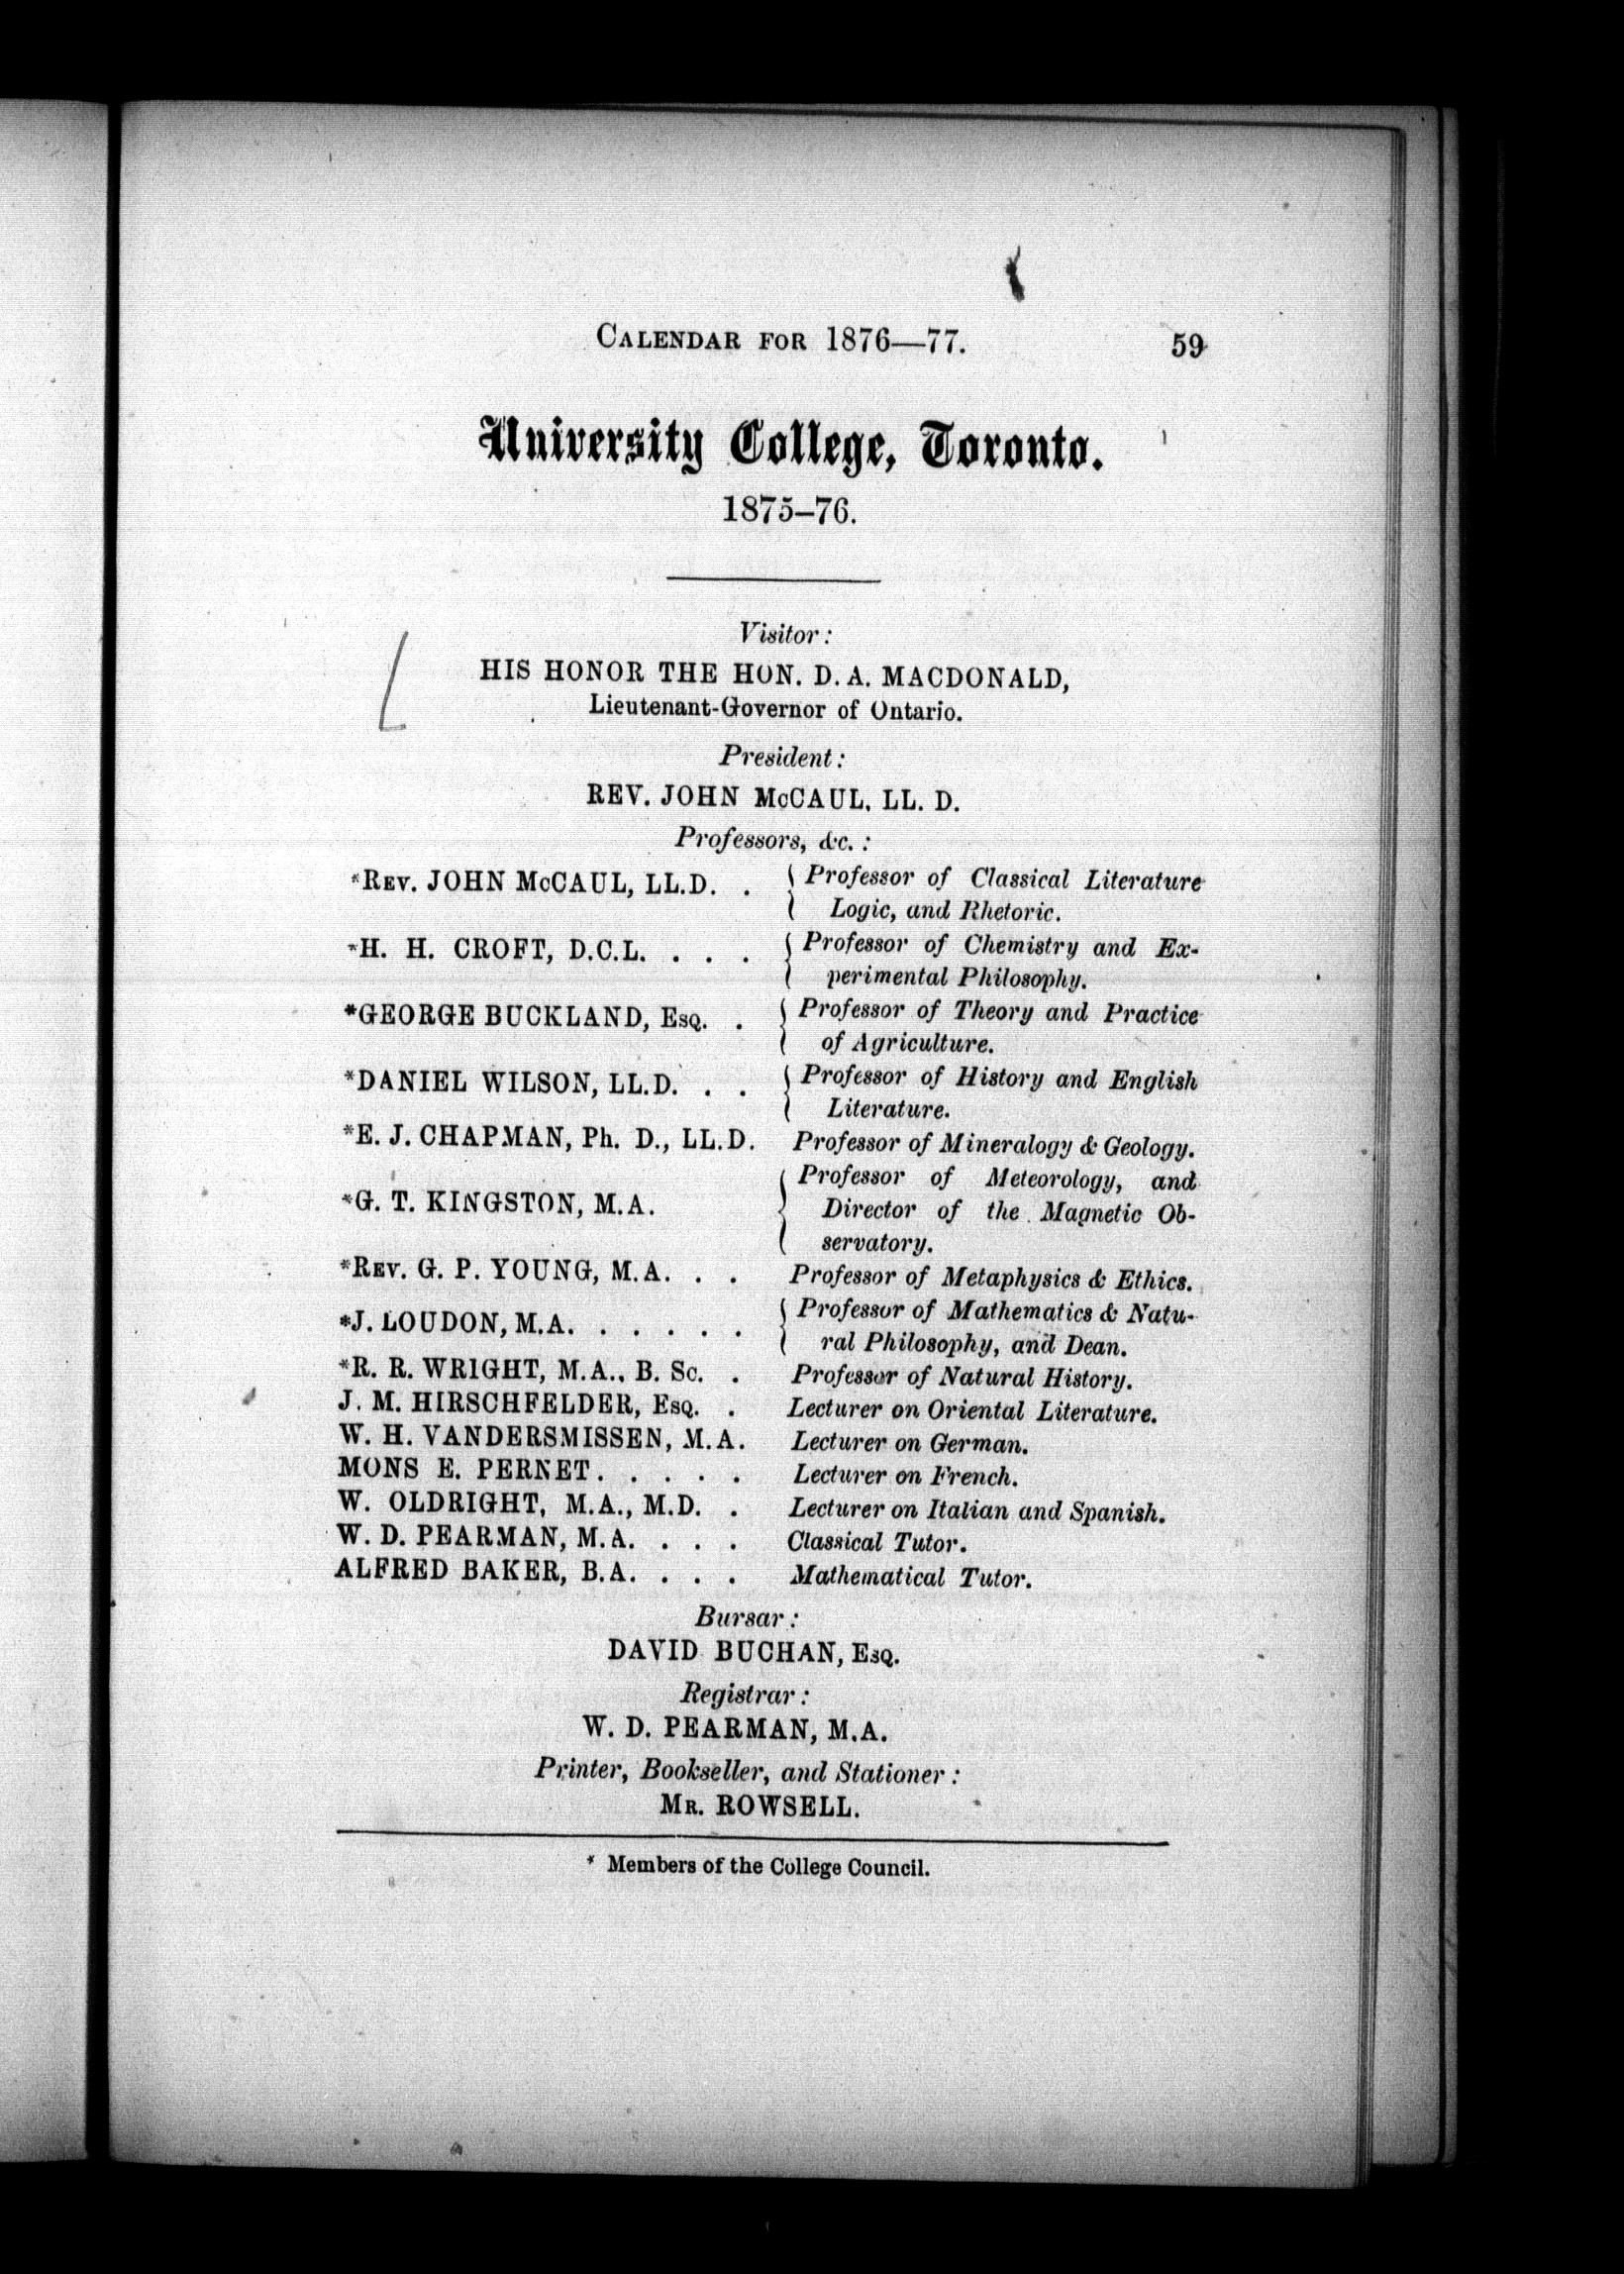 CALENDAR FOR 1876—77. 59
University College, Toronto.
1875–76.
Visitor:
HIS HONOR THE HON. D. A. MACDONALD,
Lieutenant-Governor of Ontario.
President:
REV. JOHN McCAUL, LL. D.
Professors, &c.:
*REV. JOHN McCAUL, LL.D. . { Professor of Classical Literature
Logic, and Rhetoric.
*H. H. CROFT, D.C.L. . . . { Professor of Chemistry and Ex-
perimental Philosophy.
*GEORGE BUCKLAND, ESQ. . { Professor of Theory and Practice
of Agriculture.
*DANIEL WILSON, LL.D. . . { Professor of History and English
Literature.
*E. J. CHAPMAN, Ph. D., LL.D. Professor of Mineralogy & Geology.
*G. T. KINGSTON, M.A. { Professor of Meteorology, and
Director of the Magnetic Ob-
servatory.
*REV. G. P. YOUNG, M.A. . . Professor of Metaphysics & Ethics.
*J. LOUDON, M.A. . . . . . { Professor of Mathematics & Natu-
ral Philosophy, and Dean.
*R. R. WRIGHT, M.A., B. Sc. . Professor of Natural History.
J. M. HIRSCHFELDER, ESQ. . Lecturer on Oriental Literature.
W. H. VANDERSMISSEN, M.A. Lecturer on German.
MONS E. PERNET. . . . . Lecturer on French.
W. OLDRIGHT, M.A., M.D. . Lecturer on Italian and Spanish.
W. D. PEARMAN, M.A. . . . Classical Tutor.
ALFRED BAKER, B.A. . . . Mathematical Tutor.
Bursar:
DAVID BUCHAN, ESQ.
Registrar:
W. D. PEARMAN, M.A.
Printer, Bookseller, and Stationer:
MR. ROWSELL.
* Members of the College Council.